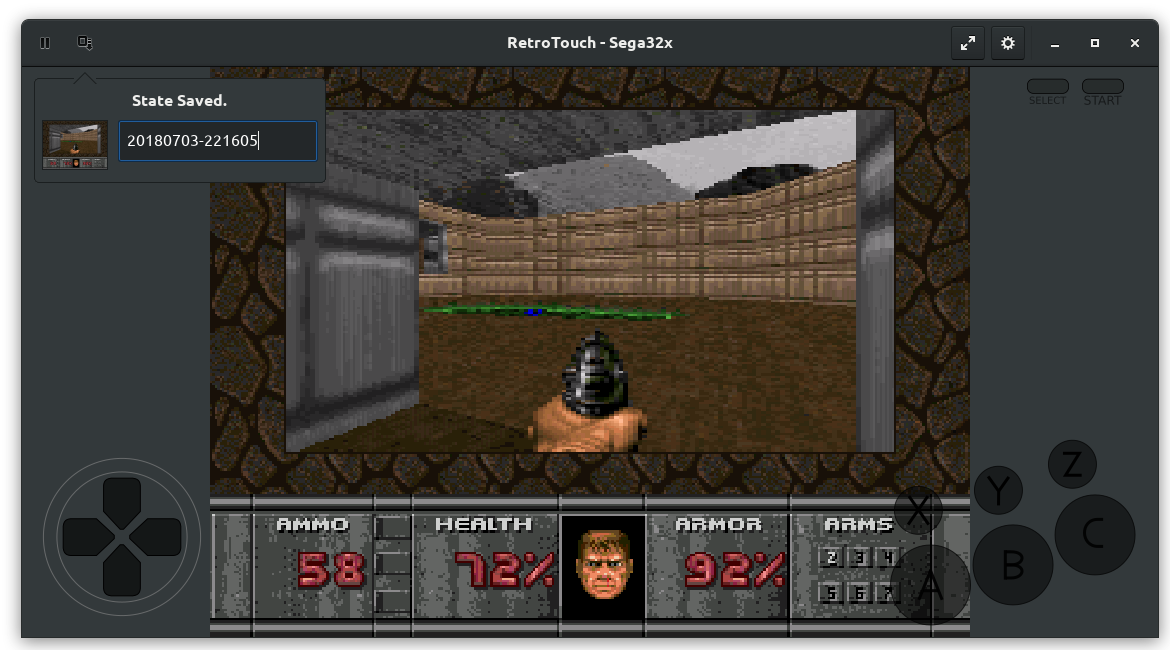 RetroTouch - Sega32x
State Saved.
20180703-221605
SELECT START
AMMO HEALTH ARMOR ARMS
58 72% 92%
2 3 4
5 6 7
X Y Z
A B C